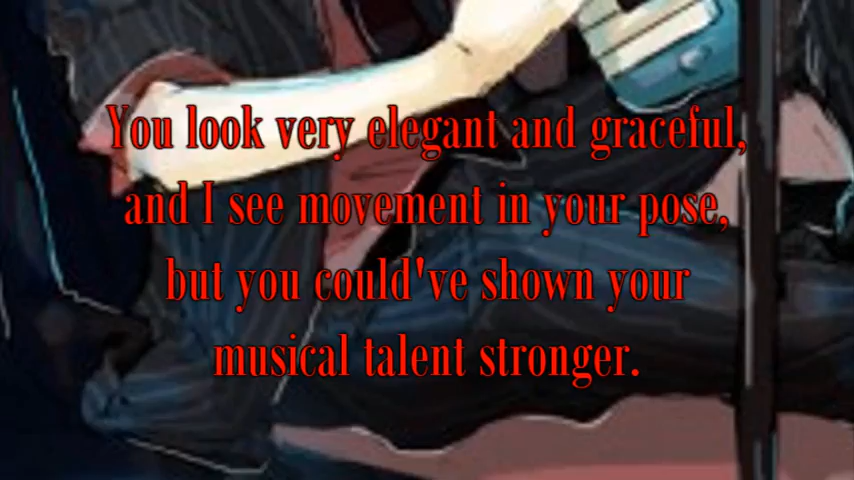 You look very elegant and graceful,
and I see movement in your pose,
but you could've shown your
musical talent stronger.